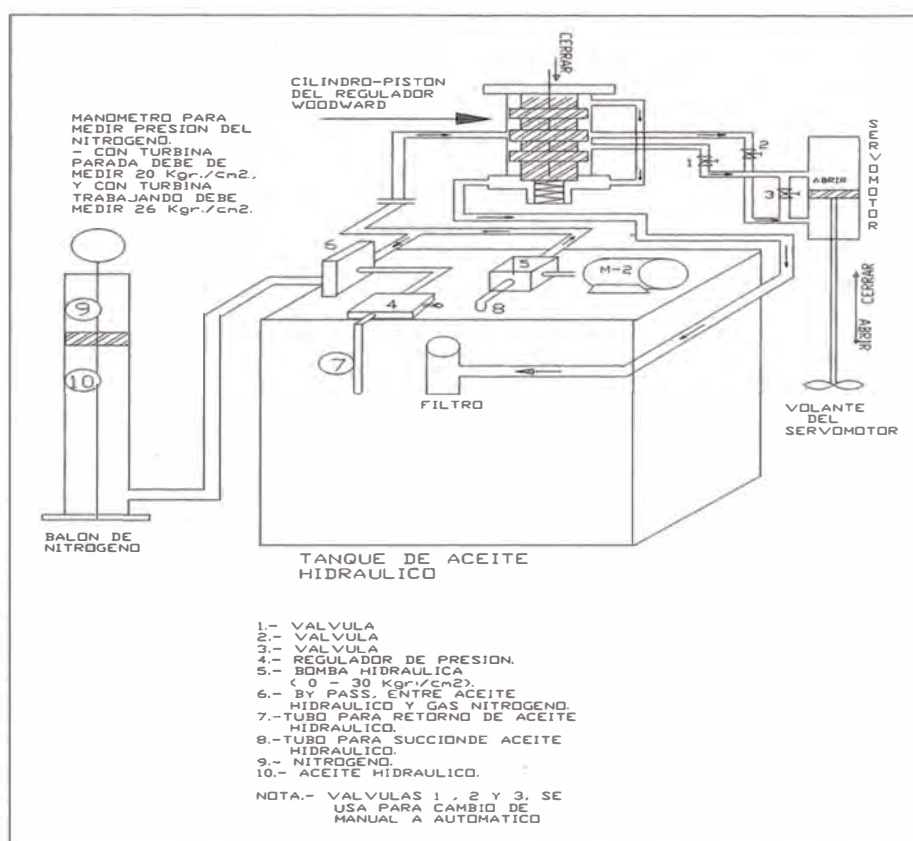 CERRAR
CILINDRO-PISTON
DEL REGULADOR
WOODWARD
MANOMETRO PARA
MEDIR PRESION DEL
NITROGENO.
- CON TURBINA
PARADA DEBE DE
MEDIR 20 Kgr./cm2.,
Y CON TURBINA
TRABAJANDO DEBE
MEDIR 26 Kgr./cm2.
SERVOMOTOR
1
2
3
ABRIR
CERRAR
ABRIR
6
5
M-2
4
8
7
9
10
FILTRO
VOLANTE
DEL
SERVOMOTOR
BALON DE
NITROGENO
TANQUE DE ACEITE
HIDRAULICO
1.- VALVULA
2.- VALVULA
3.- VALVULA
4.- REGULADOR DE PRESION.
5.- BOMBA HIDRAULICA
( 0 - 30 Kgr./cm2).
6.- BY PASS, ENTRE ACEITE
HIDRAULICO Y GAS NITROGENO.
7.-TUBO PARA RETORNO DE ACEITE
HIDRAULICO.
8.-TUBO PARA SUCCIONDE ACEITE
HIDRAULICO.
9.- NITROGENO.
10.- ACEITE HIDRAULICO.
NOTA.- VALVULAS 1 , 2 Y 3, SE
USA PARA CAMBIO DE
MANUAL A AUTOMATICO